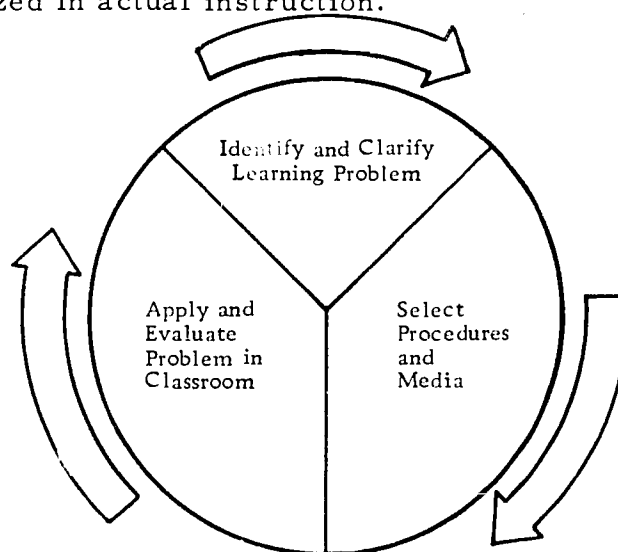 zed in actual instruction.
Identify and Clarify
Learning Problem
Apply and
Evaluate
Problem in
Classroom
Select
Procedures
and
Media